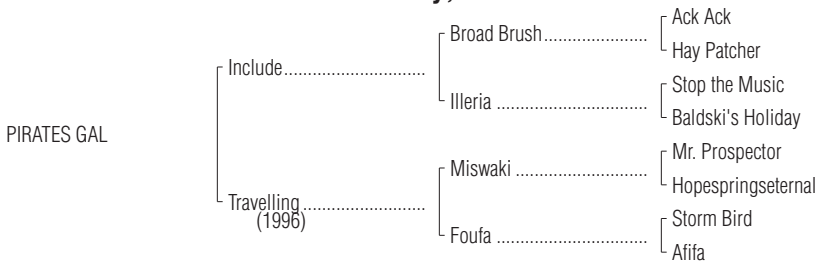 Ack Ack
Broad Brush
Hay Patcher
Include
Stop the Music
Illeria
Baldski's Holiday
PIRATES GAL
Mr. Prospector
Miswaki
Hopespringseternal
Travelling
(1996)
Storm Bird
Foufa
Afifa